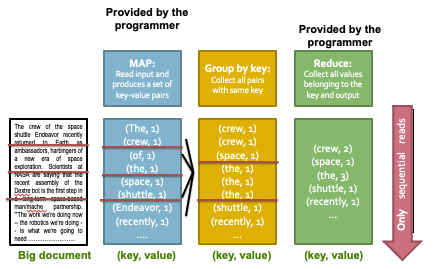 Provided by the
programmer
Provided by the
programmer
MAP:
Read input and
produces a set of
key-value pairs
Group by key:
Collect all pairs
with same key
Reduce:
Collect all values
belonging to the
key and output
The crew of the space
shuttle Endeavor recently
returned to Earth as
ambassadors, harbingers of
a new era of space
exploration. Scientists at
NASA are saying that the
recent assembly of the
Dextre bot is the first step in
a long-term space-based
man/mache partnership.
"The work we're doing now
-- the robotics we're doing -
- is what we're going to
need ........................
Big document
(The, 1)
(crew, 1)
(of, 1)
(the, 1)
(space, 1)
(shuttle, 1)
(Endeavor, 1)
(recently, 1)
....
(key, value)
(crew, 1)
(crew, 1)
(space, 1)
(the, 1)
(the, 1)
(the, 1)
(shuttle, 1)
(recently, 1)
...
(key, value)
(crew, 2)
(space, 1)
(the, 3)
(shuttle, 1)
(recently, 1)
...
(key, value)
Only sequential reads